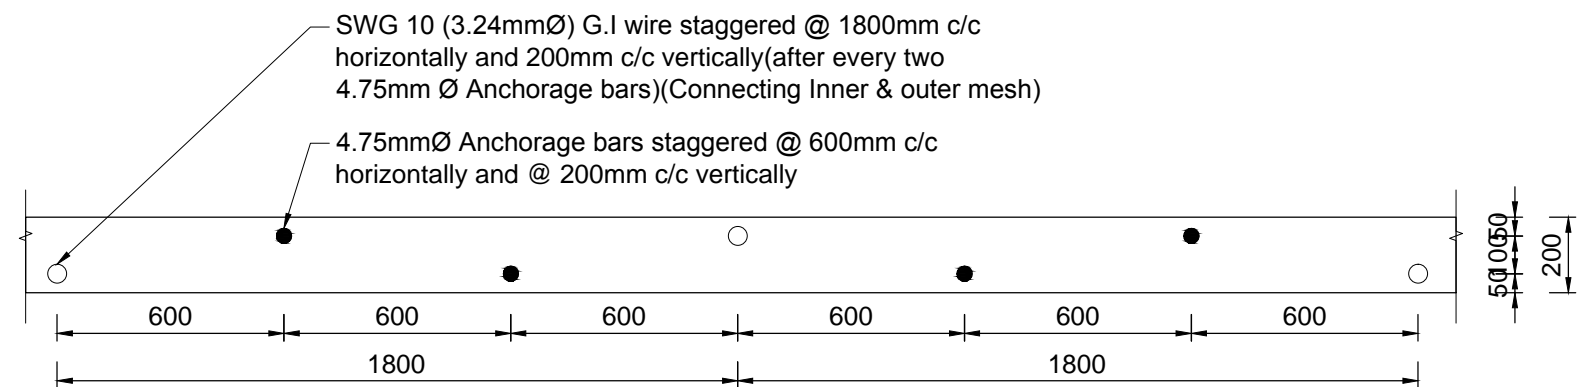 SWG 10 (3.24mmØ) G.I wire staggered @ 1800mm c/c
horizontally and 200mm c/c vertically(after every two
4.75mm Ø Anchorage bars)(Connecting Inner & outer mesh)
4.75mmØ Anchorage bars staggered @ 600mm c/c
horizontally and @ 200mm c/c vertically
50
100
50
200
600 600 600 600 600 600
1800 1800